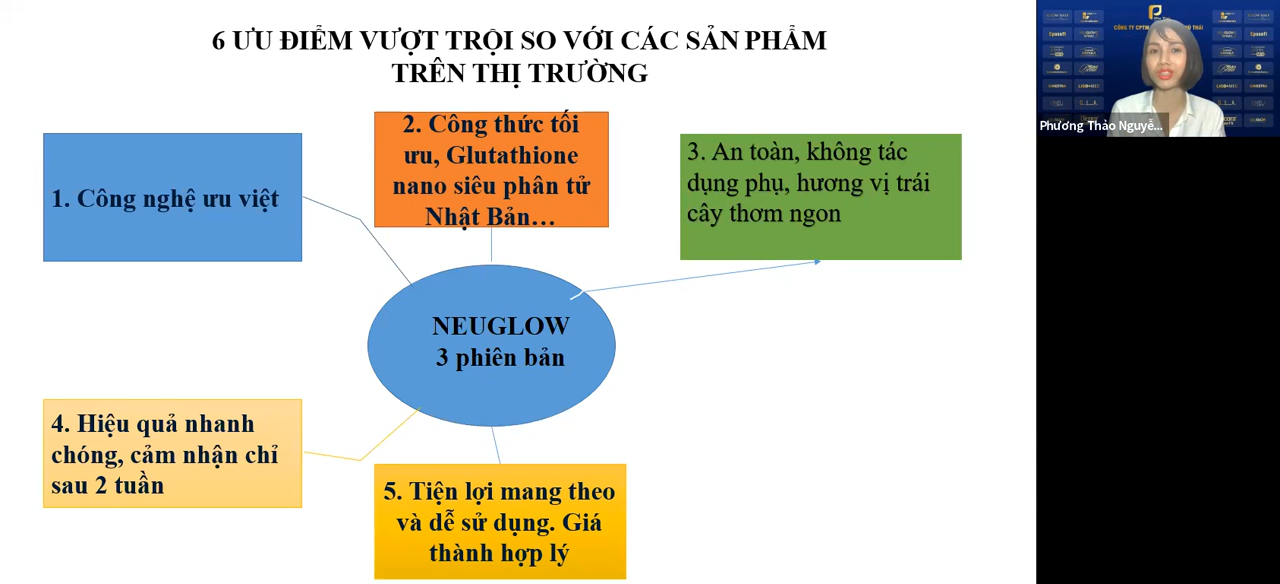 6 ƯU ĐIỂM VƯỢT TRỘI SO VỚI CÁC SẢN PHẨM
TRÊN THỊ TRƯỜNG
1. Công nghệ ưu việt
2. Công thức tối
ưu, Glutathione
nano siêu phân tử
Nhật Bản…
3. An toàn, không tác
dụng phụ, hương vị trái
cây thơm ngon
NEUGLOW
3 phiên bản
4. Hiệu quả nhanh
chóng, cảm nhận chỉ
sau 2 tuần
5. Tiện lợi mang theo
và dễ sử dụng. Giá
thành hợp lý
Phương Thảo Nguyễ...